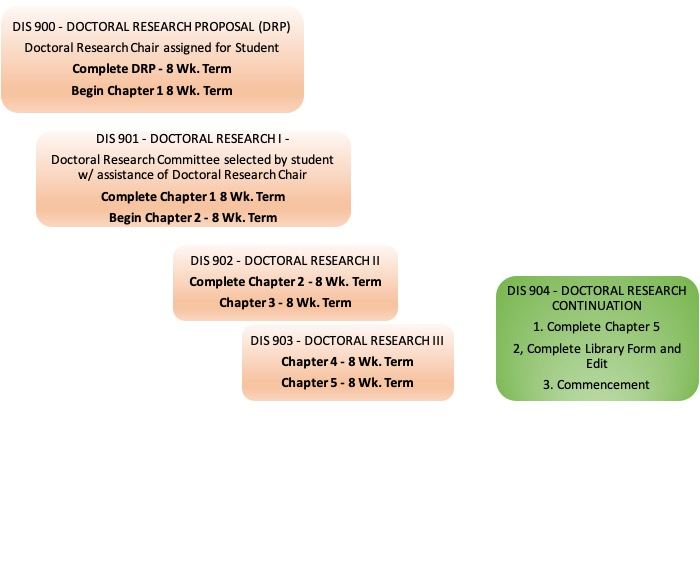 DIS 900 - DOCTORAL RESEARCH PROPOSAL (DRP)
Doctoral Research Chair assigned for Student
Complete DRP - 8 Wk. Term
Begin Chapter 1 8 Wk. Term
DIS 901 - DOCTORAL RESEARCH I -
Doctoral Research Committee selected by student
w/ assistance of Doctoral Research Chair
Complete Chapter 1 8 Wk. Term
Begin Chapter 2 - 8 Wk. Term
DIS 902 - DOCTORAL RESEARCH II
Complete Chapter 2 - 8 Wk. Term
Chapter 3 - 8 Wk. Term
DIS 903 - DOCTORAL RESEARCH III
Chapter 4 - 8 Wk. Term
Chapter 5 - 8 Wk. Term
DIS 904 - DOCTORAL RESEARCH
CONTINUATION
1. Complete Chapter 5
2, Complete Library Form and
Edit
3. Commencement